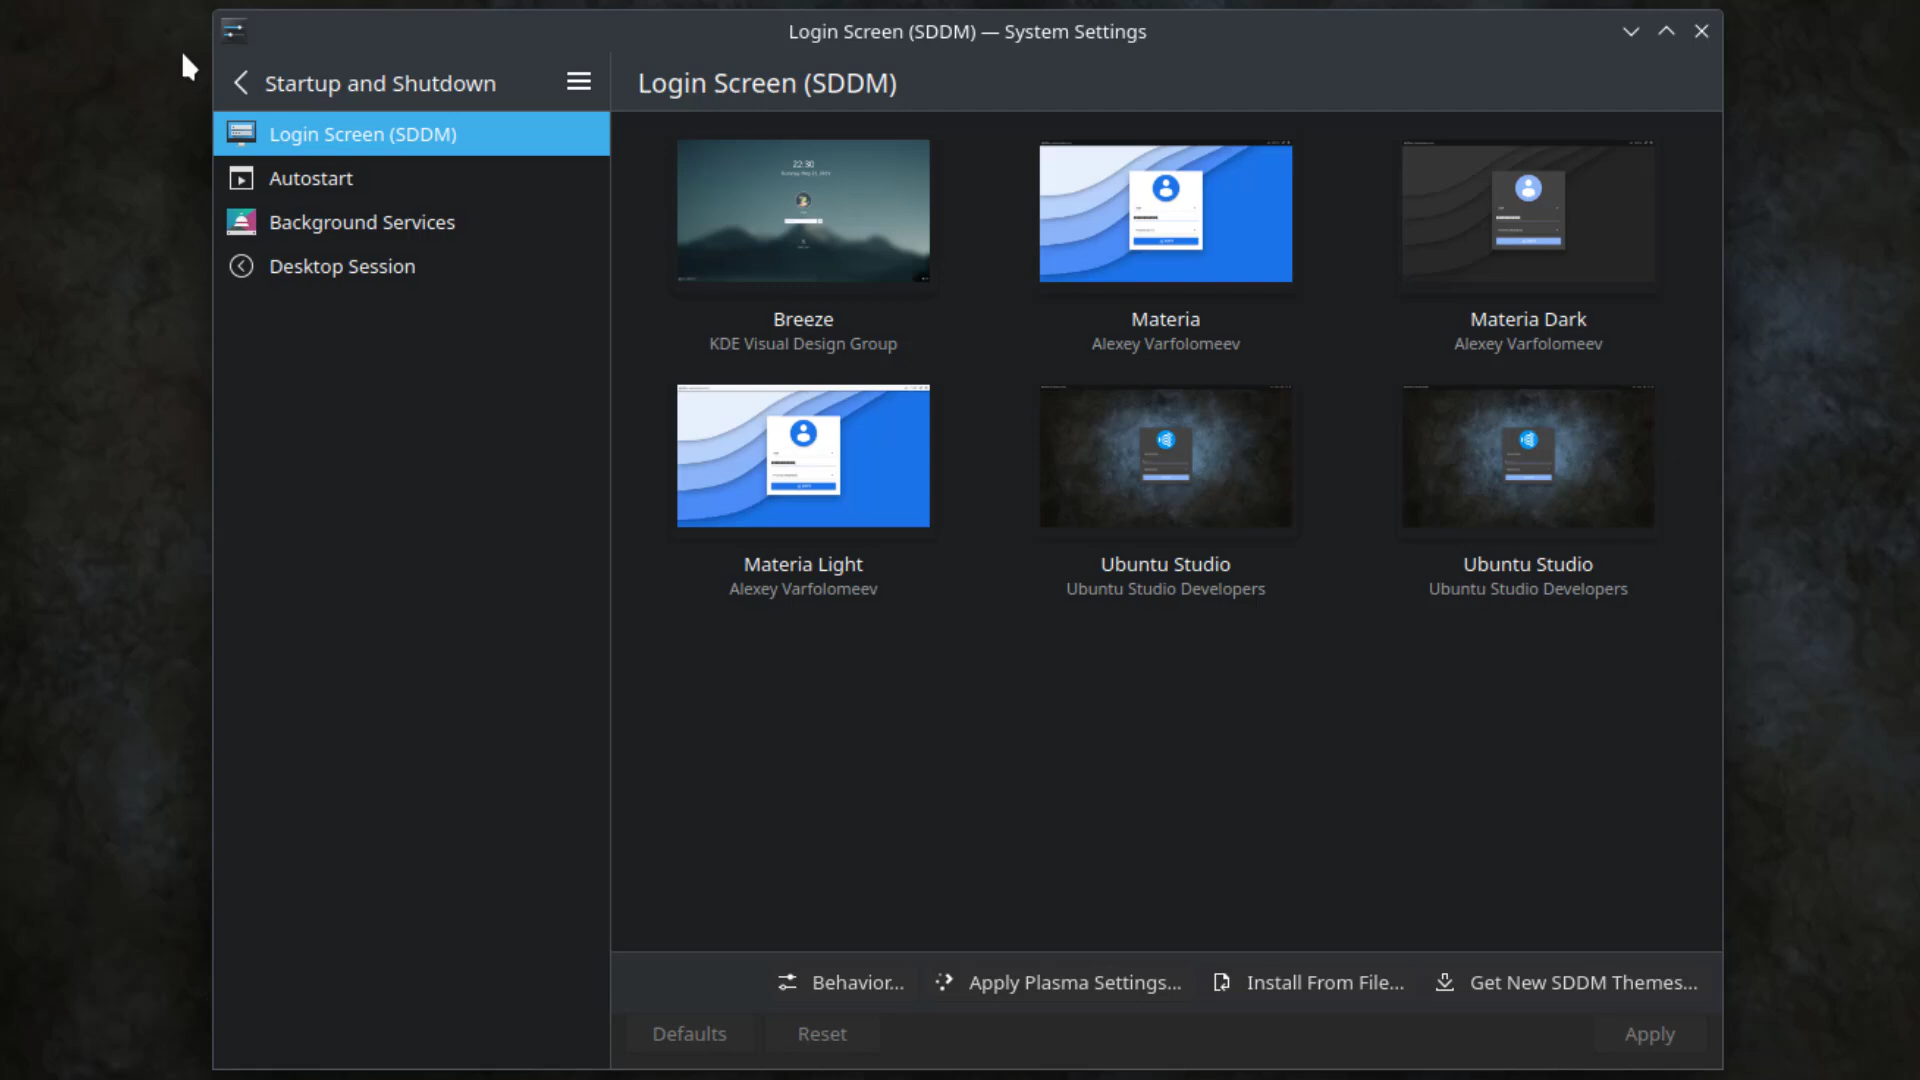 Login Screen (SDDM) — System Settings
Startup and Shutdown
Login Screen (SDDM)
Login Screen (SDDM)
Autostart
Background Services
Desktop Session
22:30
Breeze
KDE Visual Design Group
Materia
Alexey Varfolomeev
Materia Dark
Alexey Varfolomeev
Materia Light
Alexey Varfolomeev
Ubuntu Studio
Ubuntu Studio Developers
Ubuntu Studio
Ubuntu Studio Developers
Behavior...
Apply Plasma Settings...
Install From File...
Get New SDDM Themes...
Defaults
Reset
Apply